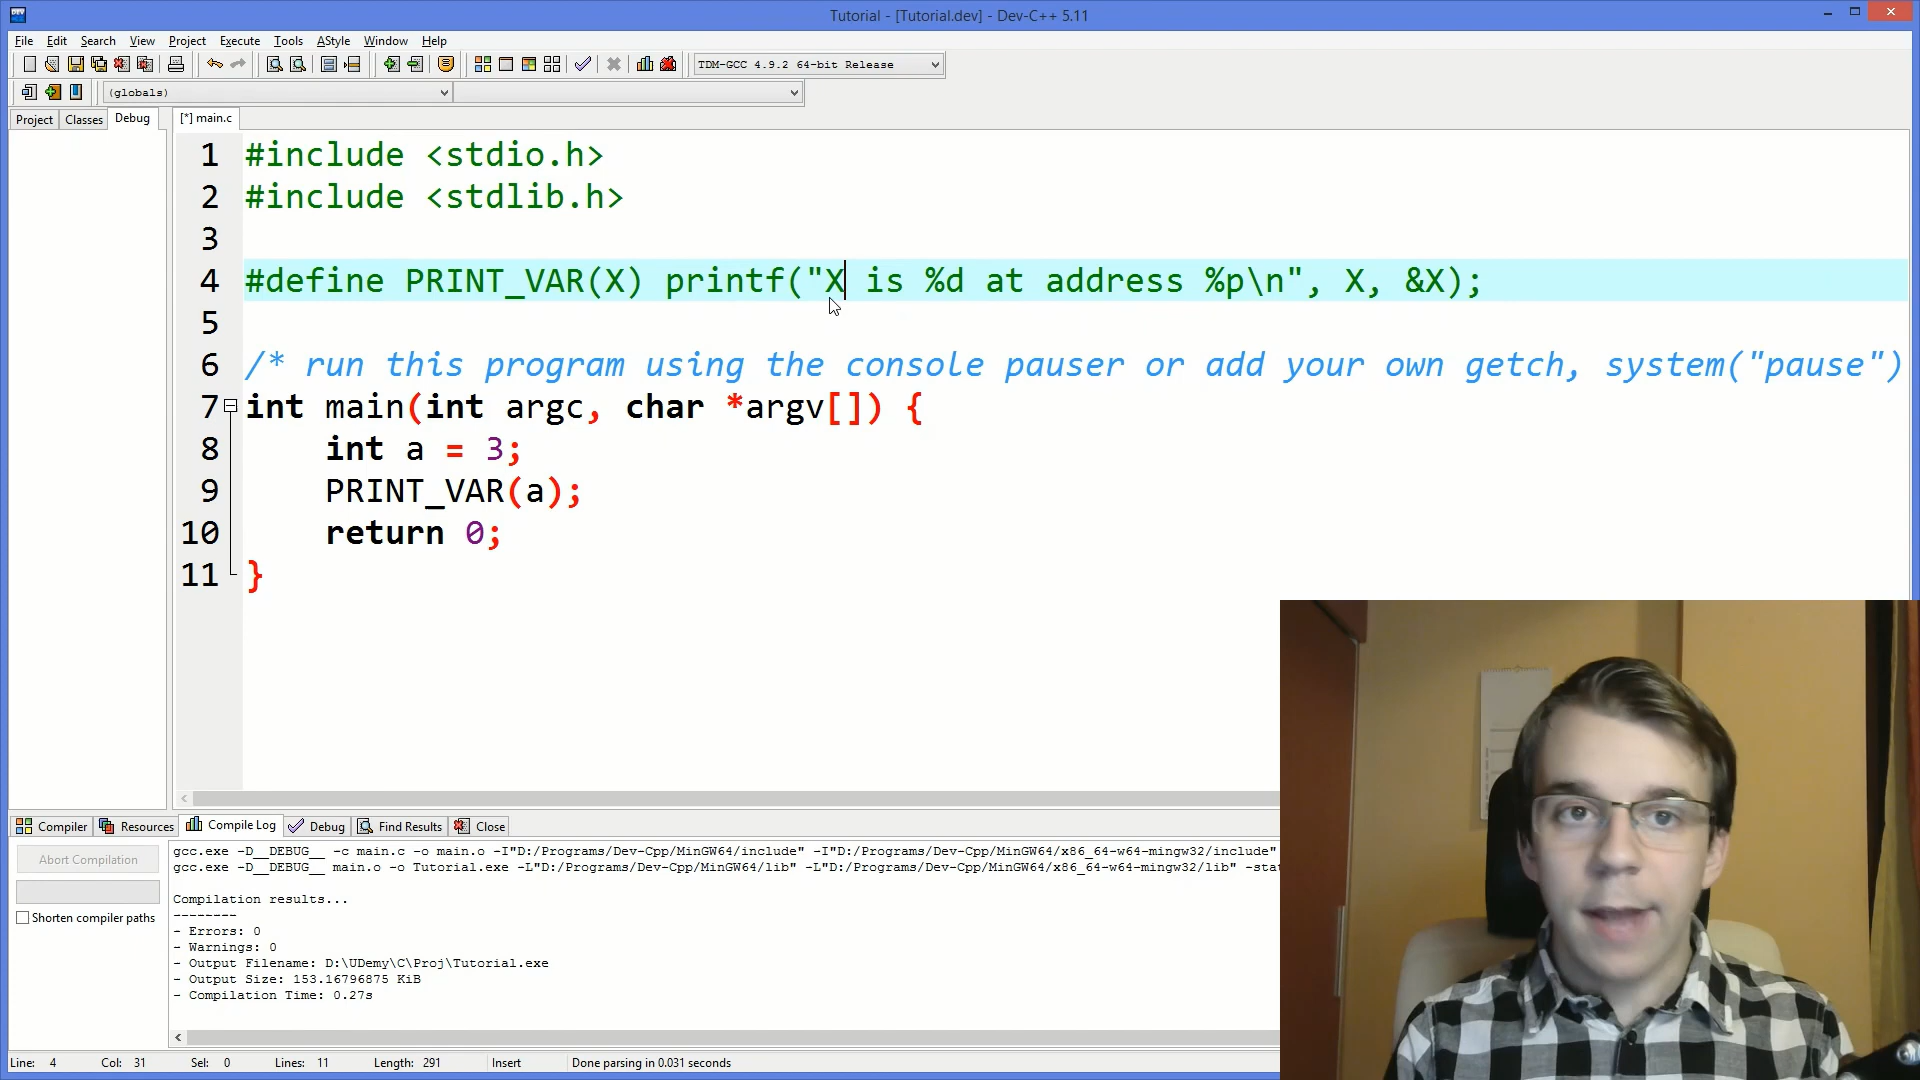 Tutorial - [Tutorial.dev] - Dev-C++ 5.11
File Edit Search View Project Execute Tools AStyle Window Help
TDM-GCC 4.9.2 64-bit Release
(globals)
Project Classes Debug [*] main.c
1 #include <stdio.h>
2 #include <stdlib.h>
3
4 #define PRINT_VAR(X) printf("X is %d at address %p\n", X, &X);
5
6 /* run this program using the console pauser or add your own getch, system("pause")
7 int main(int argc, char *argv[]) {
8 int a = 3;
9 PRINT_VAR(a);
10 return 0;
11 }
Compiler Resources Compile Log Debug Find Results Close
Abort Compilation
Shorten compiler paths
gcc.exe -D__DEBUG__ -c main.c -o main.o -I"D:/Programs/Dev-Cpp/MinGW64/include" -I"D:/Programs/Dev-Cpp/MinGW64/x86_64-w64-mingw32/include"
gcc.exe -D__DEBUG__ main.o -o Tutorial.exe -L"D:/Programs/Dev-Cpp/MinGW64/lib" -L"D:/Programs/Dev-Cpp/MinGW64/x86_64-w64-mingw32/lib" -sta
Compilation results...
--------
- Errors: 0
- Warnings: 0
- Output Filename: D:\UDemy\C\Proj\Tutorial.exe
- Output Size: 153.16796875 KiB
- Compilation Time: 0.27s
Line: 4 Col: 31 Sel: 0 Lines: 11 Length: 291 Insert Done parsing in 0.031 seconds